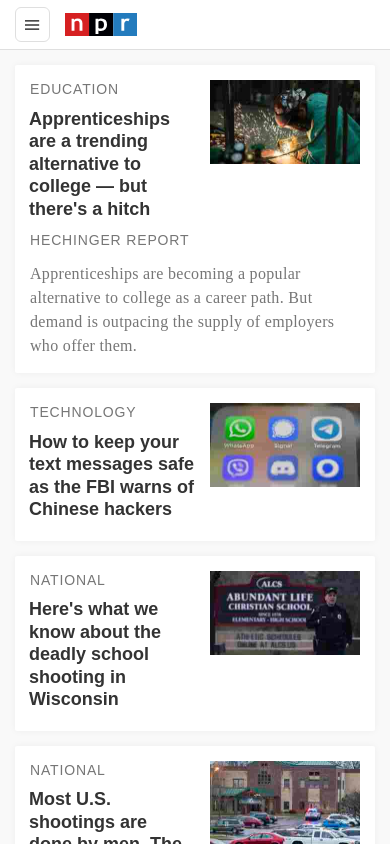 npr
EDUCATION
Apprenticeships
are a trending
alternative to
college — but
there's a hitch
HECHINGER REPORT
Apprenticeships are becoming a popular
alternative to college as a career path. But
demand is outpacing the supply of employers
who offer them.
TECHNOLOGY
How to keep your
text messages safe
as the FBI warns of
Chinese hackers
WhatsApp Signal Telegram
NATIONAL
Here's what we
know about the
deadly school
shooting in
Wisconsin
ALCS
ABUNDANT LIFE
CHRISTIAN SCHOOL
ELEMENTARY - HIGH SCHOOL
ONLINE AT ALCS.US
NATIONAL
Most U.S.
shootings are
done by men. The